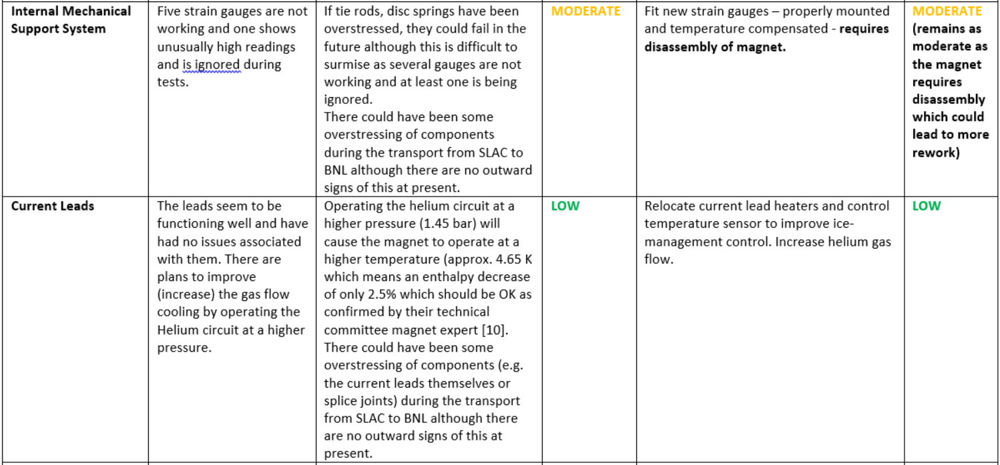 Internal Mechanical
Support System
Five strain gauges are not
working and one shows
unusually high readings
and is ignored during
tests.
If tie rods, disc springs have been
overstressed, they could fail in the
future although this is difficult to
surmise as several gauges are not
working and at least one is being
ignored.
There could have been some
overstressing of components
during the transport from SLAC to
BNL although there are no outward
signs of this at present.
MODERATE
Fit new strain gauges – properly mounted
and temperature compensated - requires
disassembly of magnet.
MODERATE
(remains as
moderate as
the magnet
requires
disassembly
which could
lead to more
rework)
Current Leads
The leads seem to be
functioning well and have
had no issues associated
with them. There are
plans to improve
(increase) the gas flow
cooling by operating the
Helium circuit at a higher
pressure.
Operating the helium circuit at a
higher pressure (1.45 bar) will
cause the magnet to operate at a
higher temperature (approx. 4.65 K
which means an enthalpy decrease
of only 2.5% which should be OK as
confirmed by their technical
committee magnet expert [10].
There could have been some
overstressing of components (e.g.
the current leads themselves or
splice joints) during the transport
from SLAC to BNL although there
are no outward signs of this at
present.
LOW
Relocate current lead heaters and control
temperature sensor to improve ice-
management control. Increase helium gas
flow.
LOW